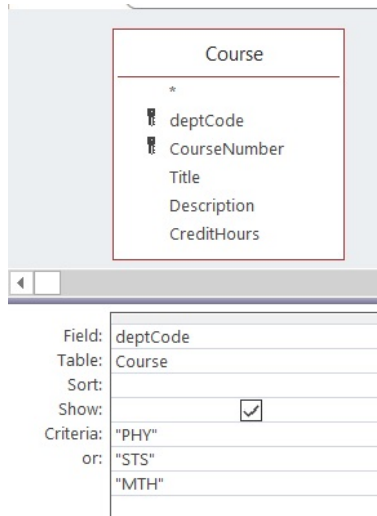 Course
*
deptCode
CourseNumber
Title
Description
CreditHours
Field: deptCode
Table: Course
Sort:
Show:
Criteria: "PHY"
or: "STS"
"MTH"